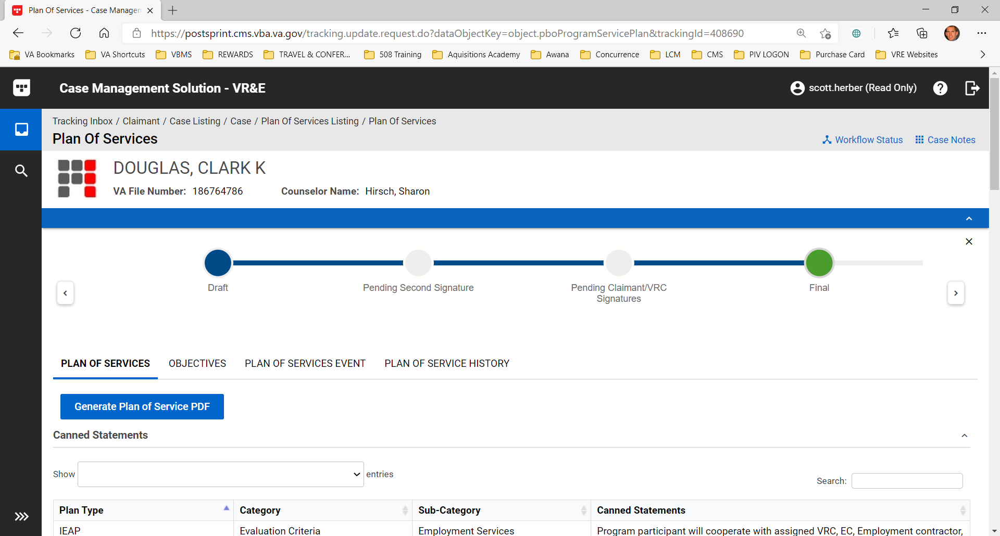 Plan Of Services - Case Managen
https://postsprint.cms.vba.va.gov/tracking.update.request.do?dataObjectKey=object.pboProgramServicePlan&trackingId=408690
VA Bookmarks VA Shortcuts VBMS REWARDS TRAVEL & CONFER... 508 Training Aquisitions Academy Awana Concurrence LCM CMS PIV LOGON Purchase Card VRE Websites
Case Management Solution - VR&E
scott.herber (Read Only)
Tracking Inbox / Claimant / Case Listing / Case / Plan Of Services Listing / Plan Of Services
Plan Of Services
Workflow Status Case Notes
DOUGLAS, CLARK K
VA File Number: 186764786 Counselor Name: Hirsch, Sharon
Draft
Pending Second Signature
Pending Claimant/VRC
Signatures
Final
PLAN OF SERVICES OBJECTIVES PLAN OF SERVICES EVENT PLAN OF SERVICE HISTORY
Generate Plan of Service PDF
Canned Statements
Show entries
Search:
Plan Type Category Sub-Category Canned Statements
IEAP Evaluation Criteria Employment Services Program participant will cooperate with assigned VRC, EC, Employment contractor,